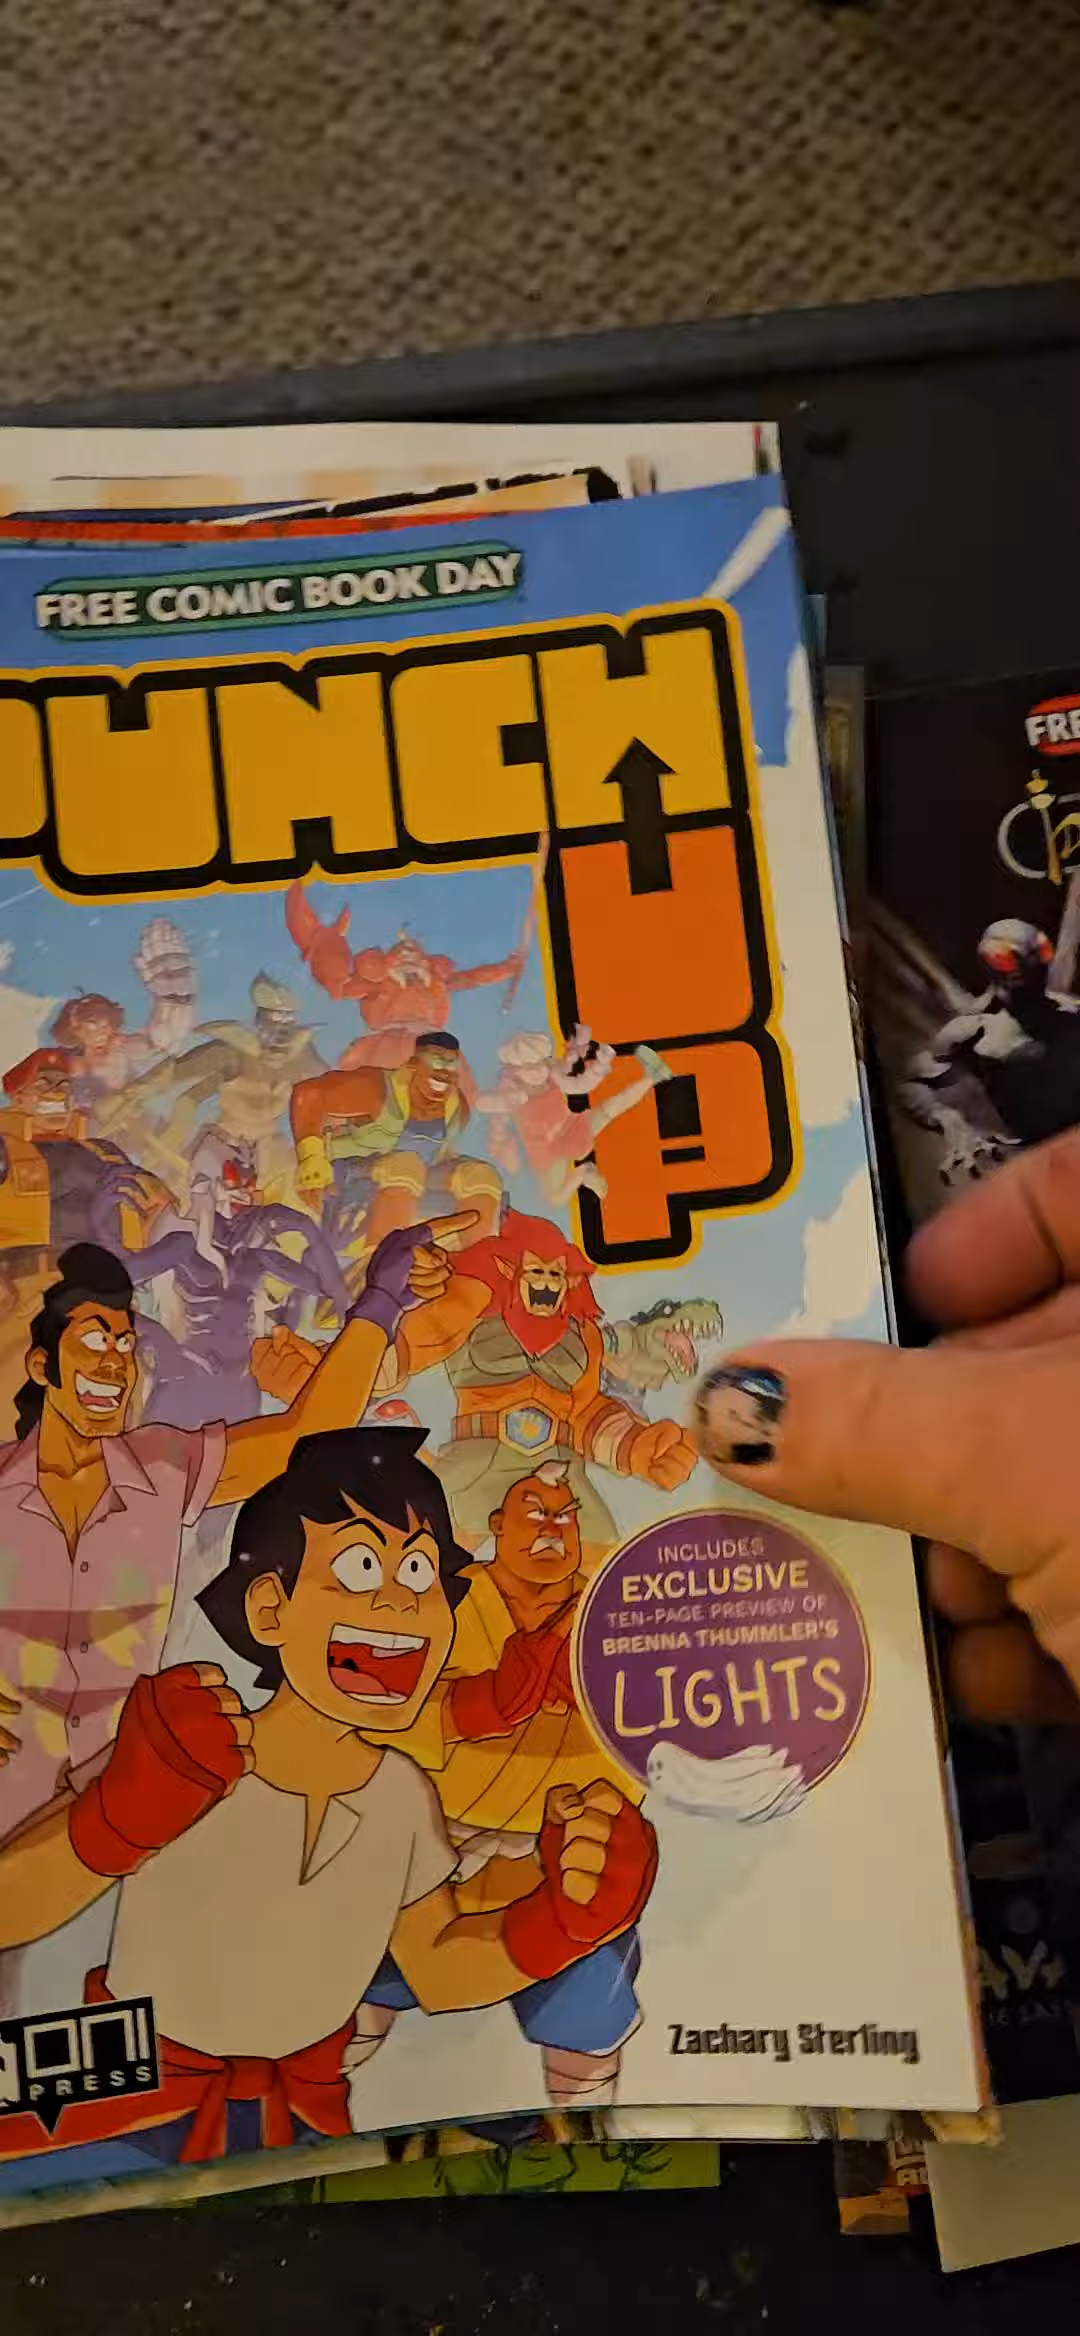 FREE COMIC BOOK DAY
PUNCH
UP
INCLUDES
EXCLUSIVE
TEN-PAGE PREVIEW OF
BRENNA THUMMLER'S
LIGHTS
Zachary Sterling
ONI
PRESS
FRE